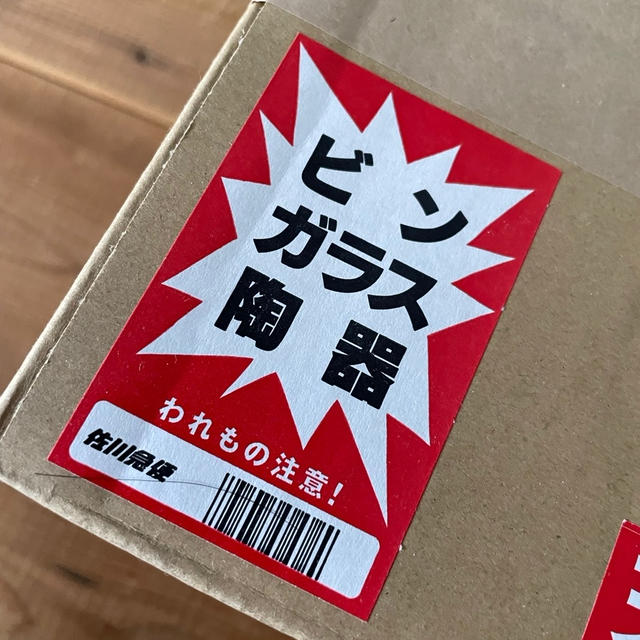 ビン
ガラス
陶器
われもの注意!
佐川急便